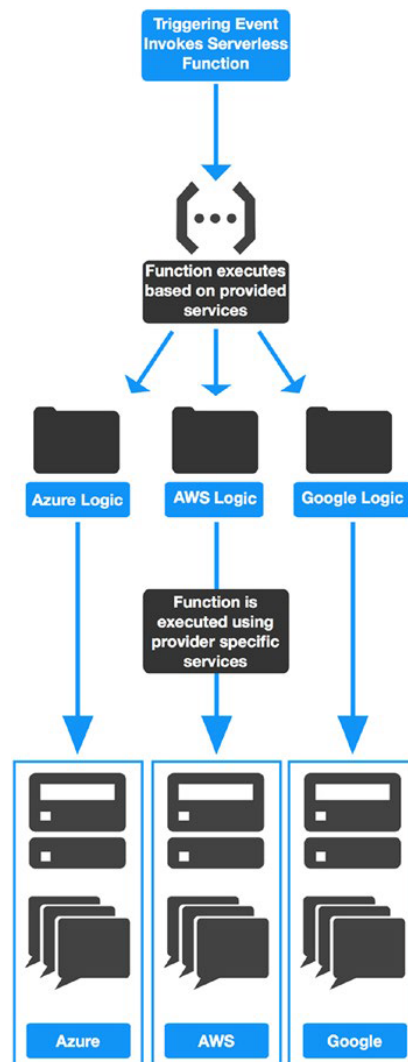 Triggering Event
Invokes Serverless
Function
Function executes
based on provided
services
Azure Logic
AWS Logic
Google Logic
Function is
executed using
provider specific
services
Azure
AWS
Google